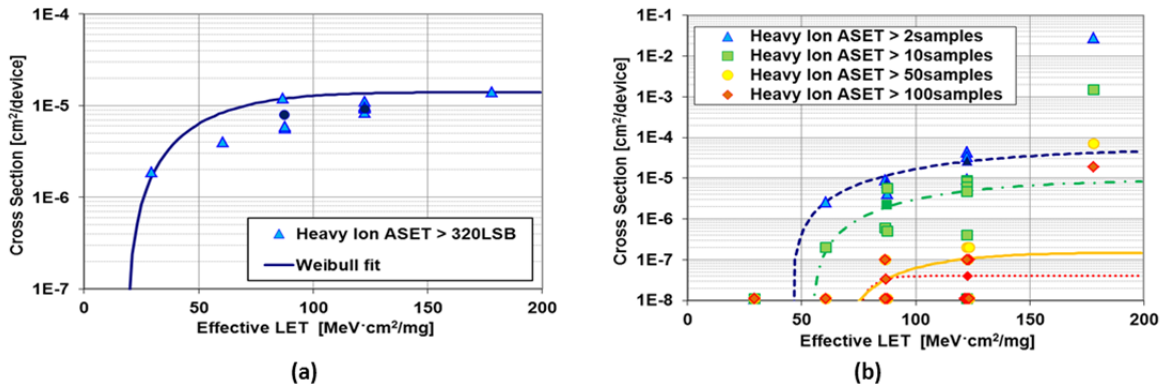 1E-4
1E-5
1E-6
1E-7
Cross Section [cm²/device]
Heavy Ion ASET > 320LSB
Weibull fit
0 50 100 150 200
Effective LET [MeV·cm²/mg]
(a)
1E-0
1E-1
1E-2
1E-3
1E-4
1E-5
1E-6
1E-7
1E-8
Cross Section [cm²/device]
Heavy Ion ASET > 2samples
Heavy Ion ASET > 10samples
Heavy Ion ASET > 50samples
Heavy Ion ASET > 100samples
0 50 100 150 200
Effective LET [MeV·cm²/mg]
(b)